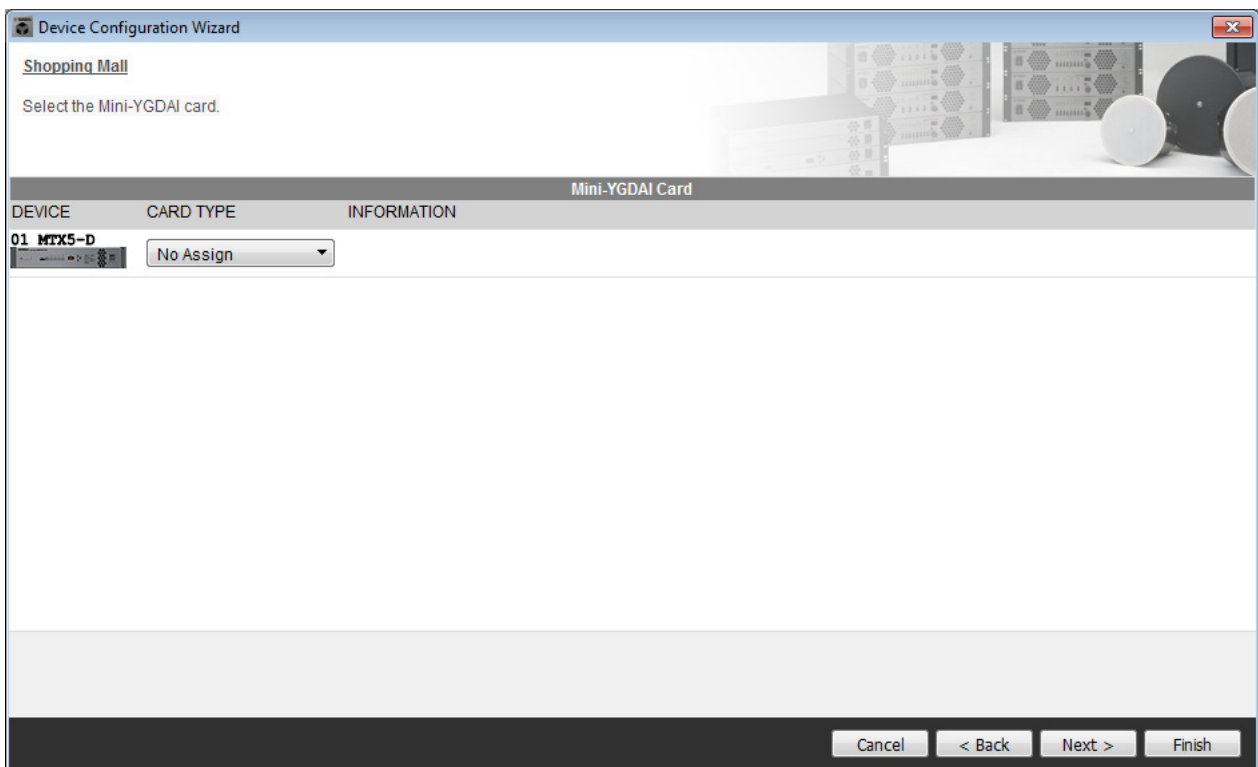 Device Configuration Wizard
Shopping Mall
Select the Mini-YGDAI card.
Mini-YGDAI Card
DEVICE CARD TYPE INFORMATION
01 MTX5-D
No Assign
Cancel < Back Next > Finish